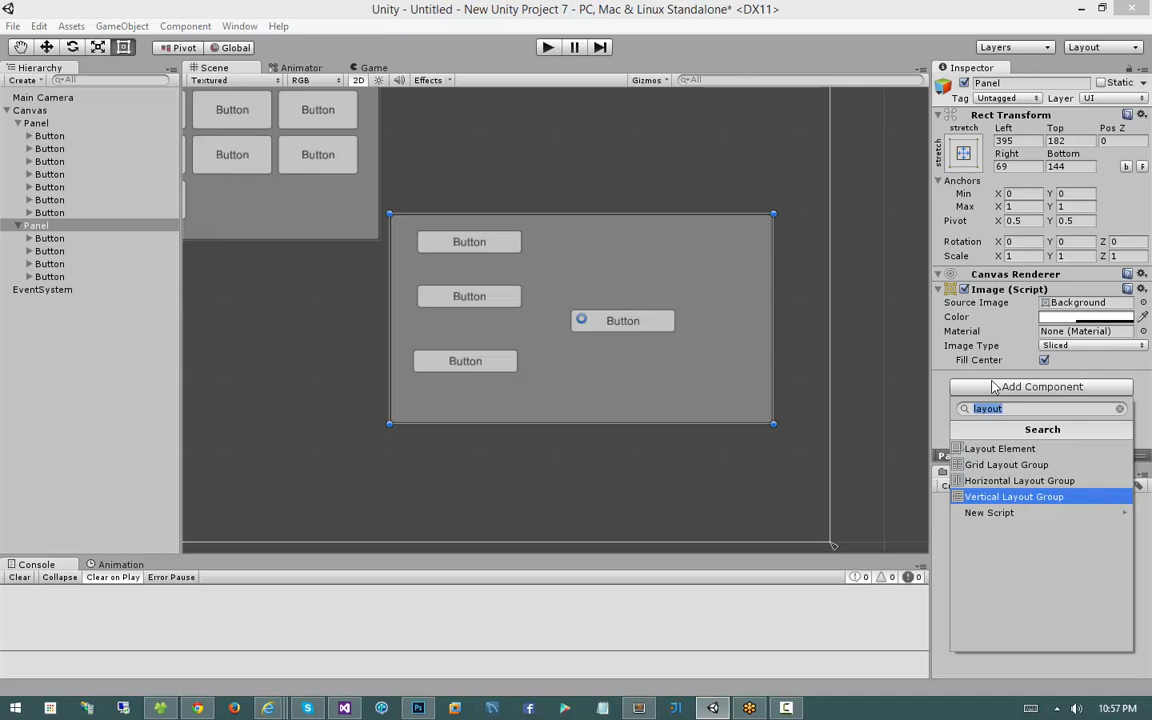 Unity - Untitled - New Unity Project 7 - PC, Mac & Linux Standalone* <DX11>
File Edit Assets GameObject Component Window Help
Pivot Global Layers Layout
Hierarchy Scene Animator Game Inspector
Create All Textured RGB 2D Effects Gizmos All
Panel Static
Tag Untagged Layer UI
Main Camera
Canvas
Panel
Button
Button
Button
Button
Button
Button
Button
Panel
Button
Button
Button
Button
EventSystem
Button Button
Button Button
Button
Button
Button
Button
Rect Transform
stretch Left Top Pos Z
stretch 395 182 0
Right Bottom
69 144
Anchors
Min X 0 Y 0
Max X 1 Y 1
Pivot X 0.5 Y 0.5
Rotation X 0 Y 0 Z 0
Scale X 1 Y 1 Z 1
Canvas Renderer
Image (Script)
Source Image Background
Color
Material None (Material)
Image Type Sliced
Fill Center
Add Component
layout
Search
Layout Element
Grid Layout Group
Horizontal Layout Group
Vertical Layout Group
New Script
Console Animation
Clear Collapse Clear on Play Error Pause 0 0 0
10:57 PM